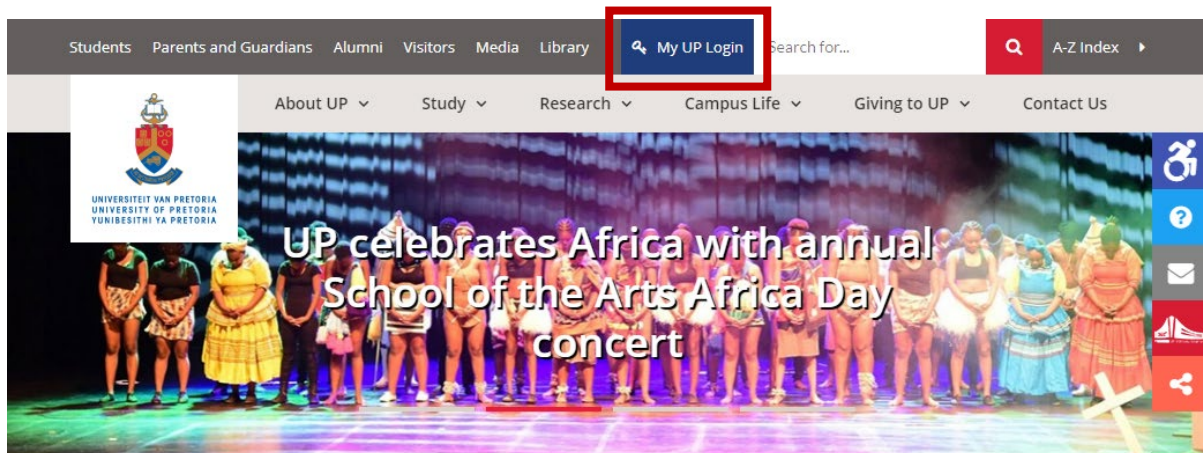 Students Parents and Guardians Alumni Visitors Media Library My UP Login Search for... A-Z Index
About UP Study Research Campus Life Giving to UP Contact Us
UNIVERSITEIT VAN PRETORIA
UNIVERSITY OF PRETORIA
YUNIBESITHI YA PRETORIA
UP celebrates Africa with annual
School of the Arts Africa Day
concert